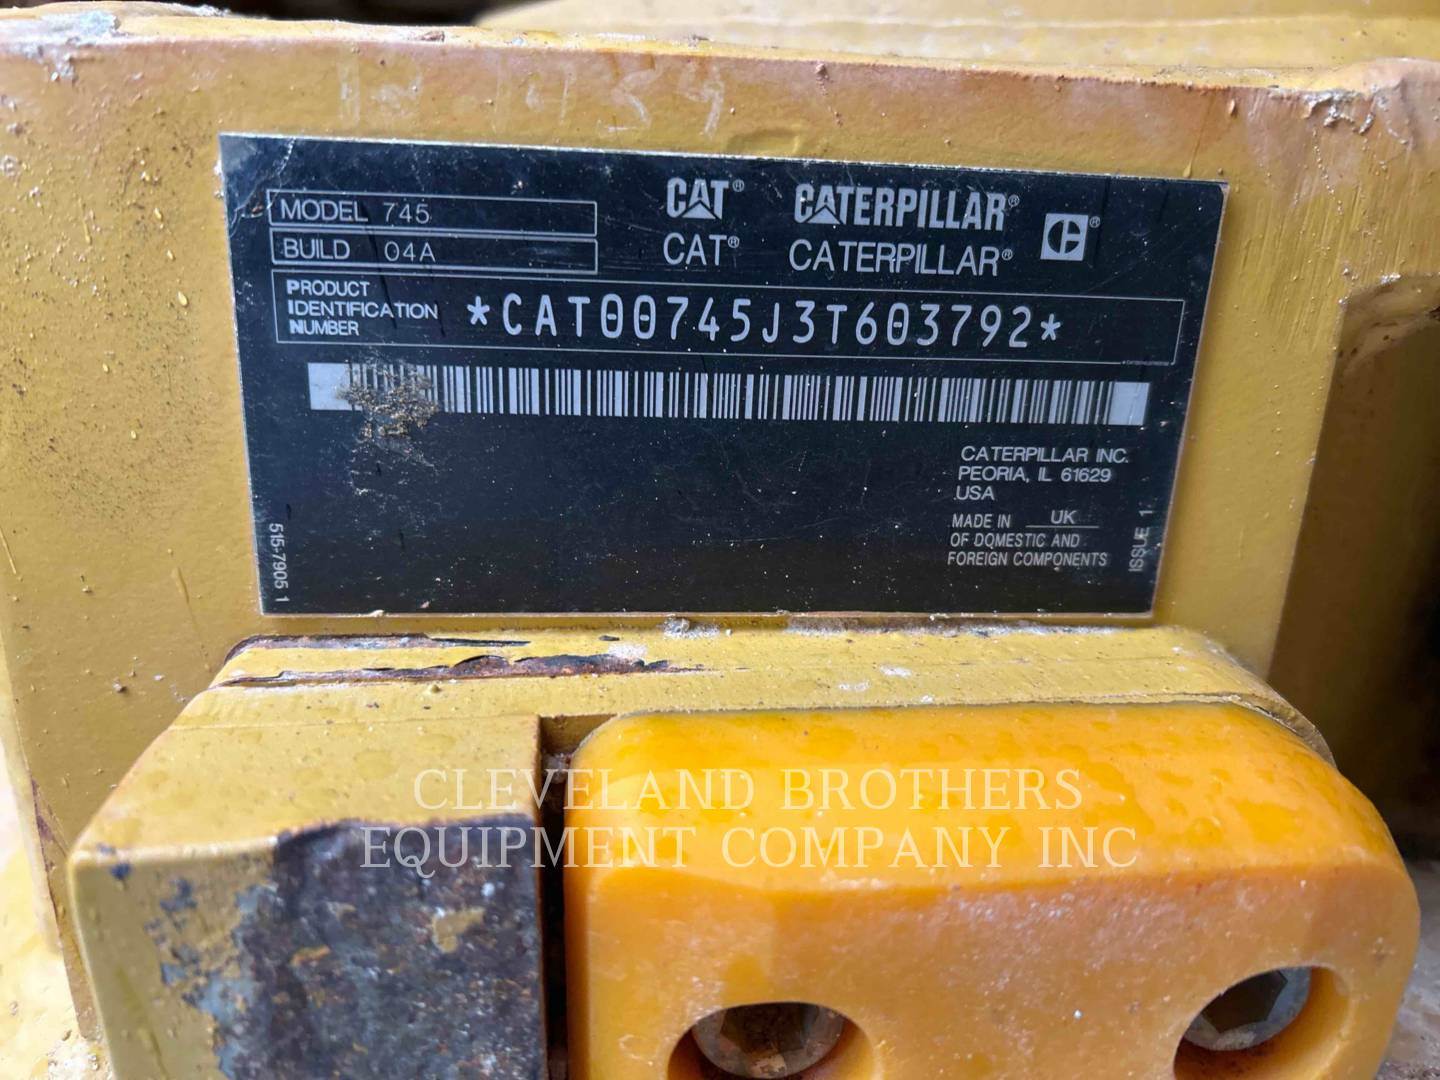 MODEL 745
BUILD 04A
CAT® CATERPILLAR®
CAT® CATERPILLAR® ®
PRODUCT
IDENTIFICATION
NUMBER
*CAT00745J3T603792*
CATERPILLAR INC.
PEORIA, IL 61629
USA
MADE IN UK
OF DOMESTIC AND
FOREIGN COMPONENTS
ISSUE 1
515-7905 1
CLEVELAND BROTHERS
EQUIPMENT COMPANY INC